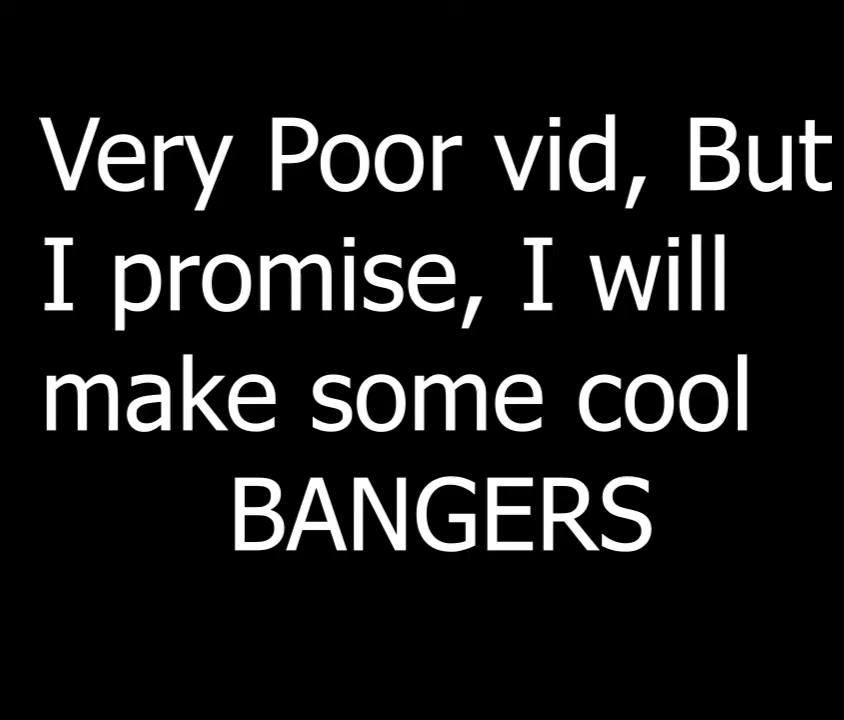 Very Poor vid, But
I promise, I will
make some cool
BANGERS